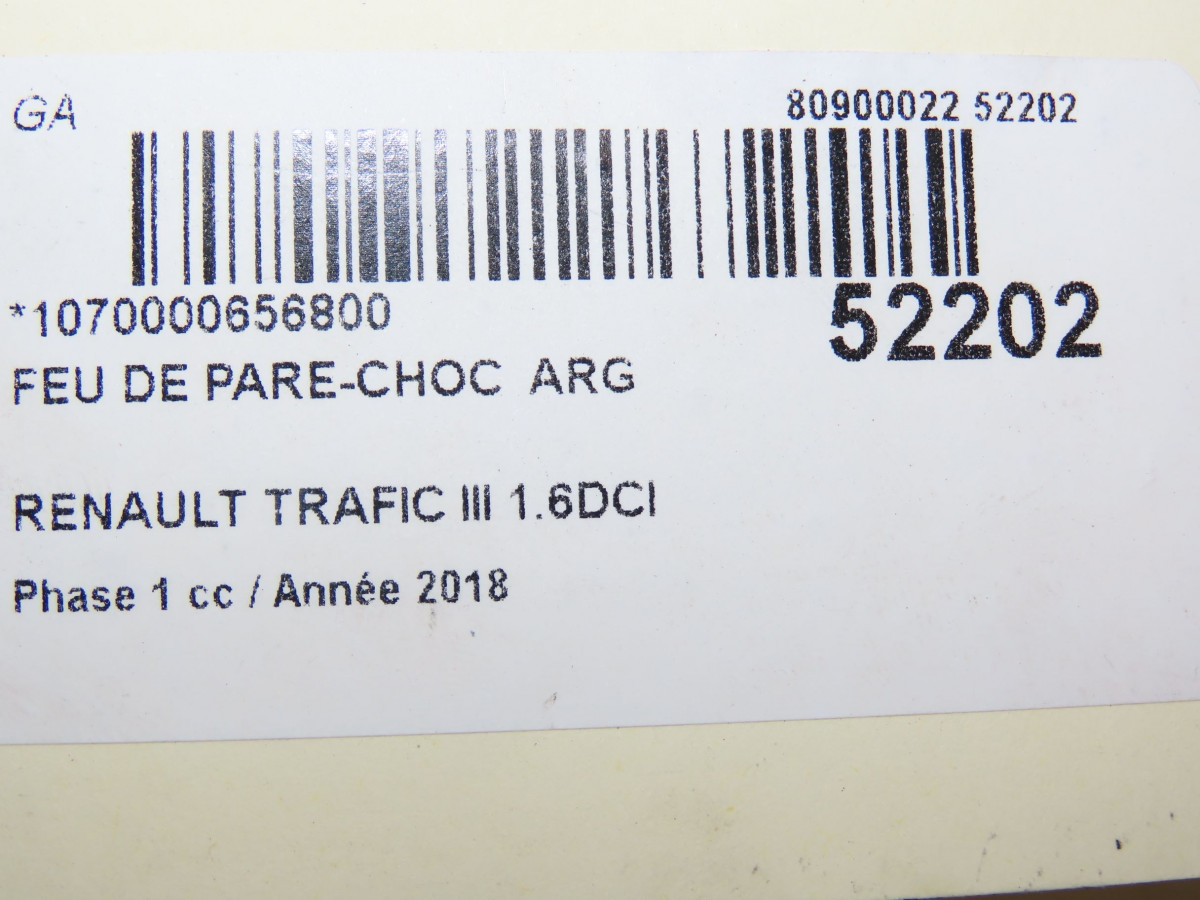 GA
80900022 52202
*1070000656800
52202
FEU DE PARE-CHOC ARG
RENAULT TRAFIC III 1.6DCI
Phase 1 cc / Année 2018